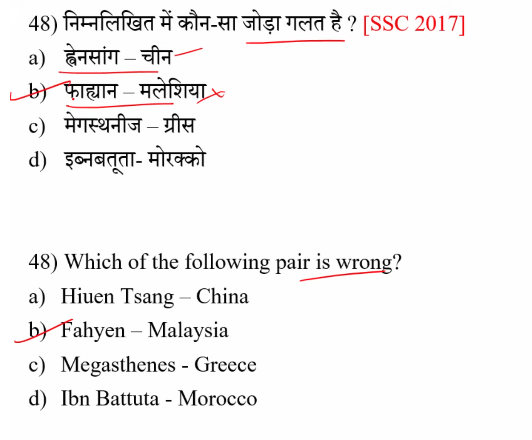 48) निम्नलिखित में कौन-सा जोड़ा गलत है ? [SSC 2017]
a) ह्वेनसांग – चीन
b) फाह्यान – मलेशिया
c) मेगस्थनीज – ग्रीस
d) इब्नबतूता- मोरक्को
48) Which of the following pair is wrong?
a) Hiuen Tsang – China
b) Fahyen – Malaysia
c) Megasthenes - Greece
d) Ibn Battuta - Morocco